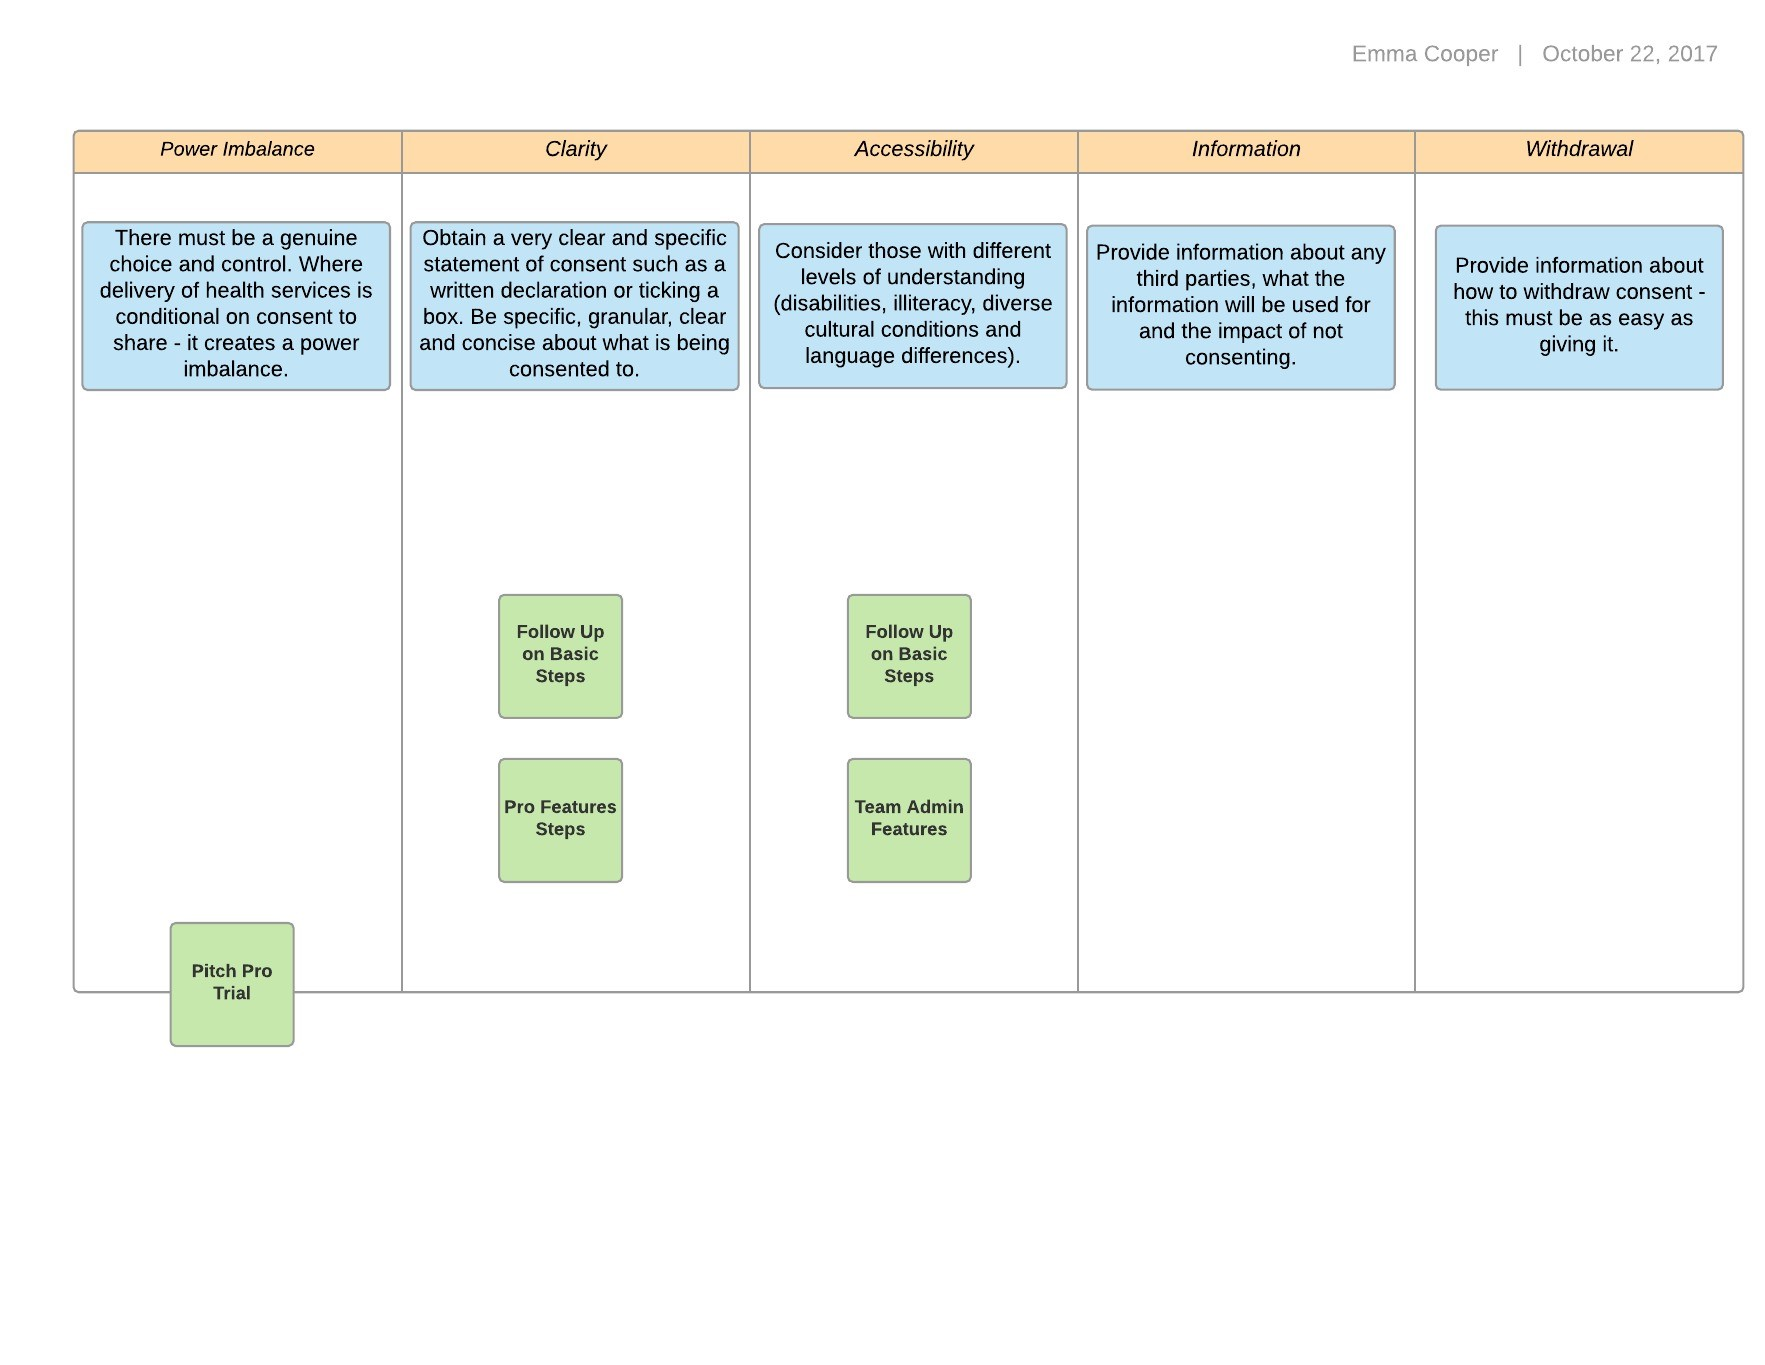 Emma Cooper | October 22, 2017
Power Imbalance
Clarity
Accessibility
Information
Withdrawal
There must be a genuine
choice and control. Where
delivery of health services is
conditional on consent to
share - it creates a power
imbalance.
Obtain a very clear and specific
statement of consent such as a
written declaration or ticking a
box. Be specific, granular, clear
and concise about what is being
consented to.
Consider those with different
levels of understanding
(disabilities, illiteracy, diverse
cultural conditions and
language differences).
Provide information about any
third parties, what the
information will be used for
and the impact of not
consenting.
Provide information about
how to withdraw consent -
this must be as easy as
giving it.
Follow Up
on Basic
Steps
Follow Up
on Basic
Steps
Pro Features
Steps
Team Admin
Features
Pitch Pro
Trial